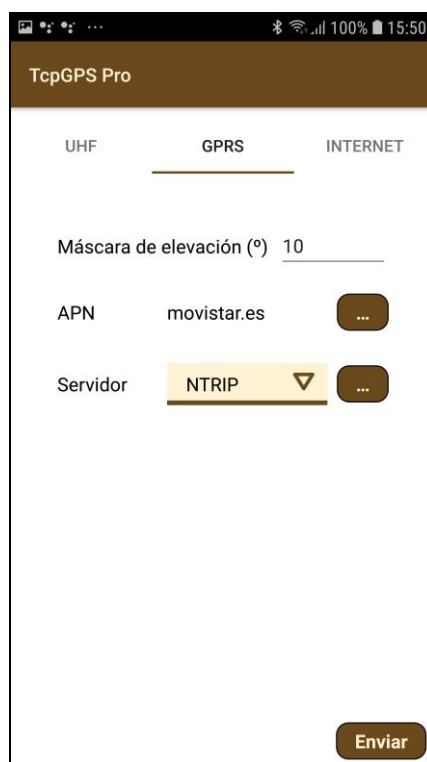 ... 100% 15:50
TcpGPS Pro
UHF GPRS INTERNET
Máscara de elevación (º) 10
APN movistar.es ...
Servidor NTRIP ...
Enviar